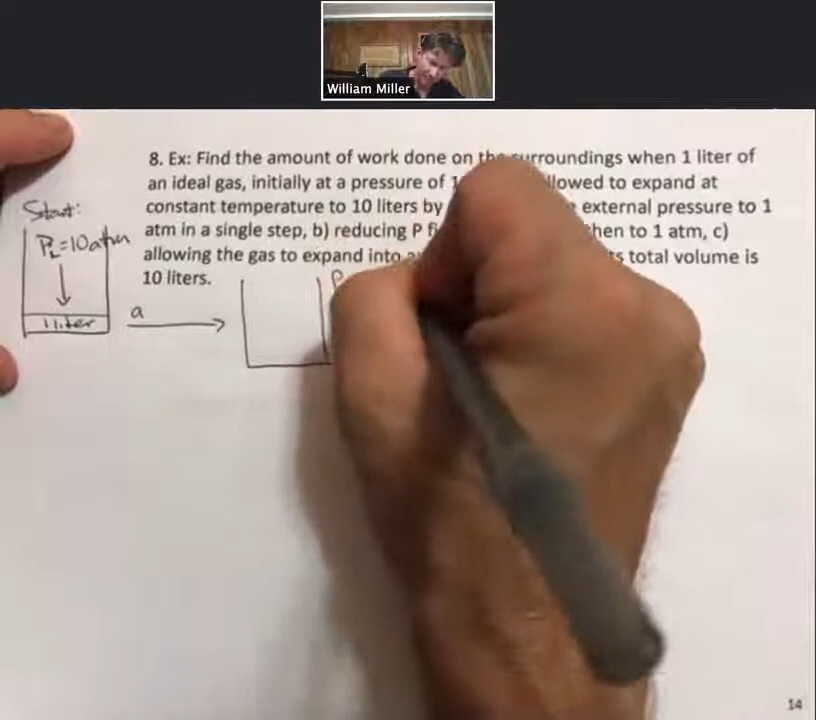 William Miller
8. Ex: Find the amount of work done on the surroundings when 1 liter of
an ideal gas, initially at a pressure of allowed to expand at
constant temperature to 10 liters by external pressure to 1
atm in a single step, b) reducing P then to 1 atm, c)
allowing the gas to expand into total volume is
10 liters.
Start:
=10atm
1 liter
a
14